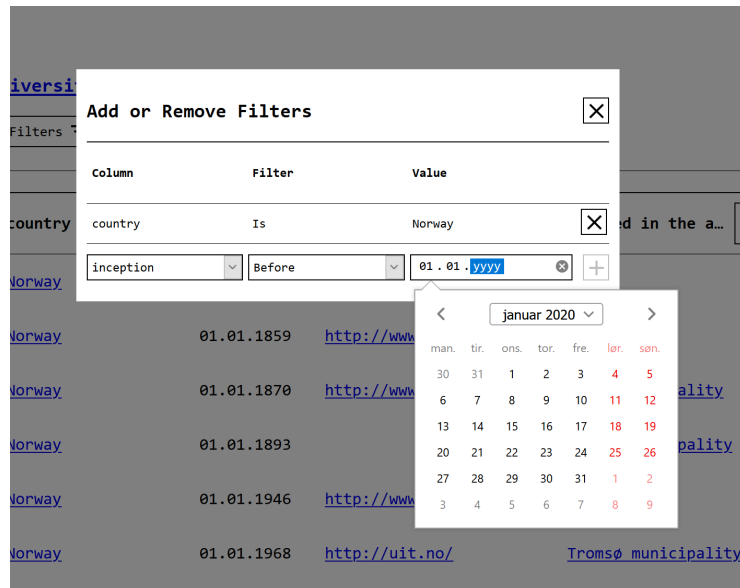 iversi
Add or Remove Filters
Filters
Column Filter Value
country
country Is Norway
d in the a…
inception Before 01.01.yyyy
Norway
januar 2020
Norway 01.01.1859 http://www
man. tir. ons. tor. fre. lør. søn.
30 31 1 2 3 4 5
Norway 01.01.1870 http://www ality
6 7 8 9 10 11 12
13 14 15 16 17 18 19
Norway 01.01.1893 pality
20 21 22 23 24 25 26
27 28 29 30 31 1 2
Norway 01.01.1946 http://www
3 4 5 6 7 8 9
Norway 01.01.1968 http://uit.no/ Tromsø municipality